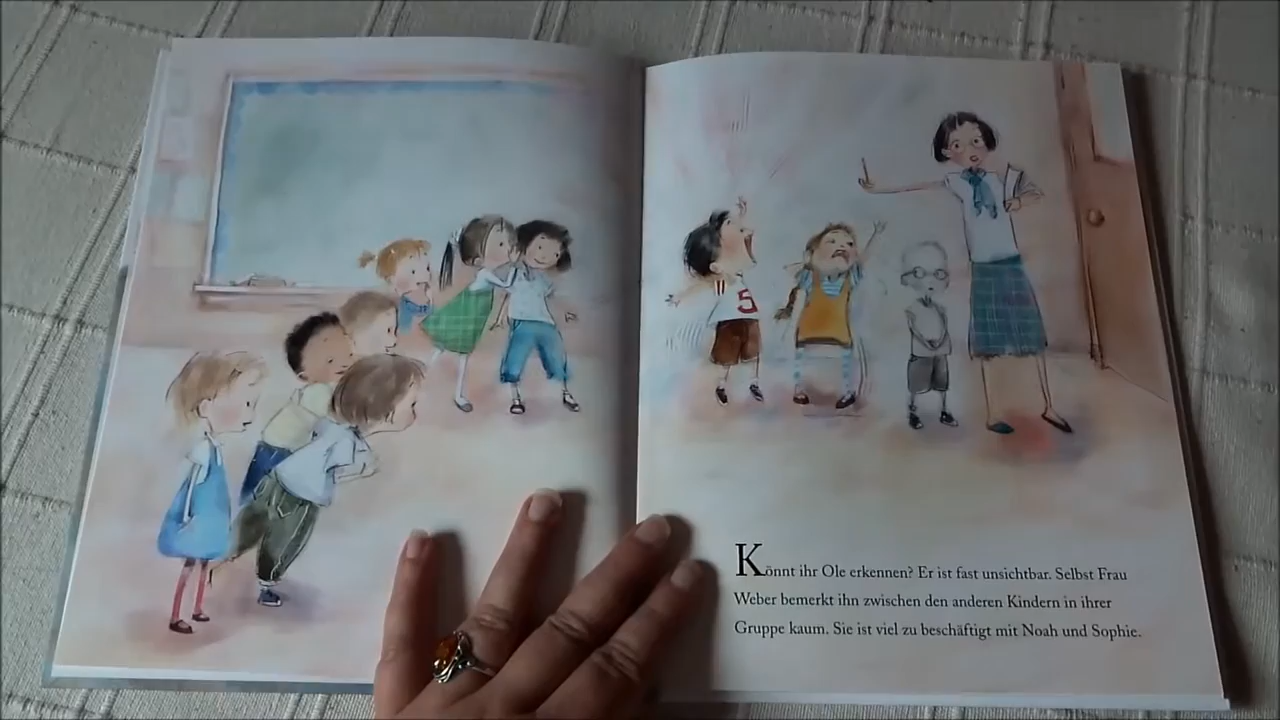 5
Könnt ihr Ole erkennen? Er ist fast unsichtbar. Selbst Frau
Weber bemerkt ihn zwischen den anderen Kindern in ihrer
Gruppe kaum. Sie ist viel zu beschäftigt mit Noah und Sophie.